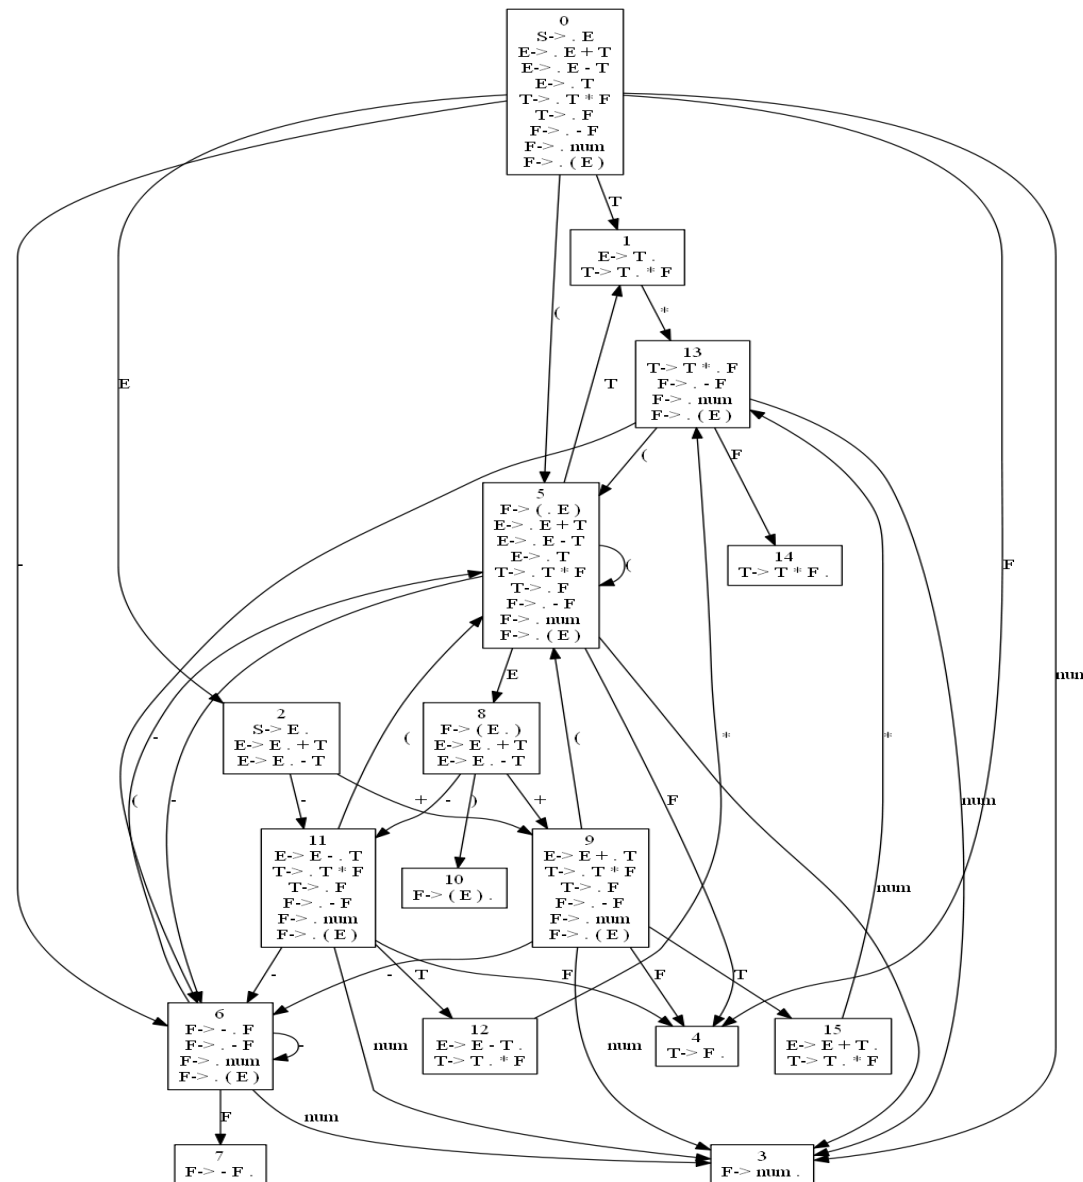 0
S-> . E
E-> . E + T
E-> . E - T
E-> . T
T-> . T * F
T-> . F
F-> . - F
F-> . num
F-> . ( E )
T
1
E-> T .
T-> T . * F
(
*
13
T-> T * . F
F-> . - F
F-> . num
F-> . ( E )
E
T
(
F
5
F-> ( . E )
E-> . E + T
E-> . E - T
E-> . T
T-> . T * F
T-> . F
F-> . - F
F-> . num
F-> . ( E )
(
14
T-> T * F .
-
F
E
num
2
S-> E .
E-> E . + T
E-> E . - T
8
F-> ( E . )
E-> E . + T
E-> E . - T
-
(
(
*
*
(
-
-
+
-
)
+
F
num
11
E-> E - . T
T-> . T * F
T-> . F
F-> . - F
F-> . num
F-> . ( E )
10
F-> ( E ) .
9
E-> E + . T
T-> . T * F
T-> . F
F-> . - F
F-> . num
F-> . ( E )
num
-
T
-
F
F
T
6
F-> - . F
F-> . - F
F-> . num
F-> . ( E )
-
num
12
E-> E - T .
T-> T . * F
num
4
T-> F .
15
E-> E + T .
T-> T . * F
F
num
7
F-> - F .
3
F-> num .